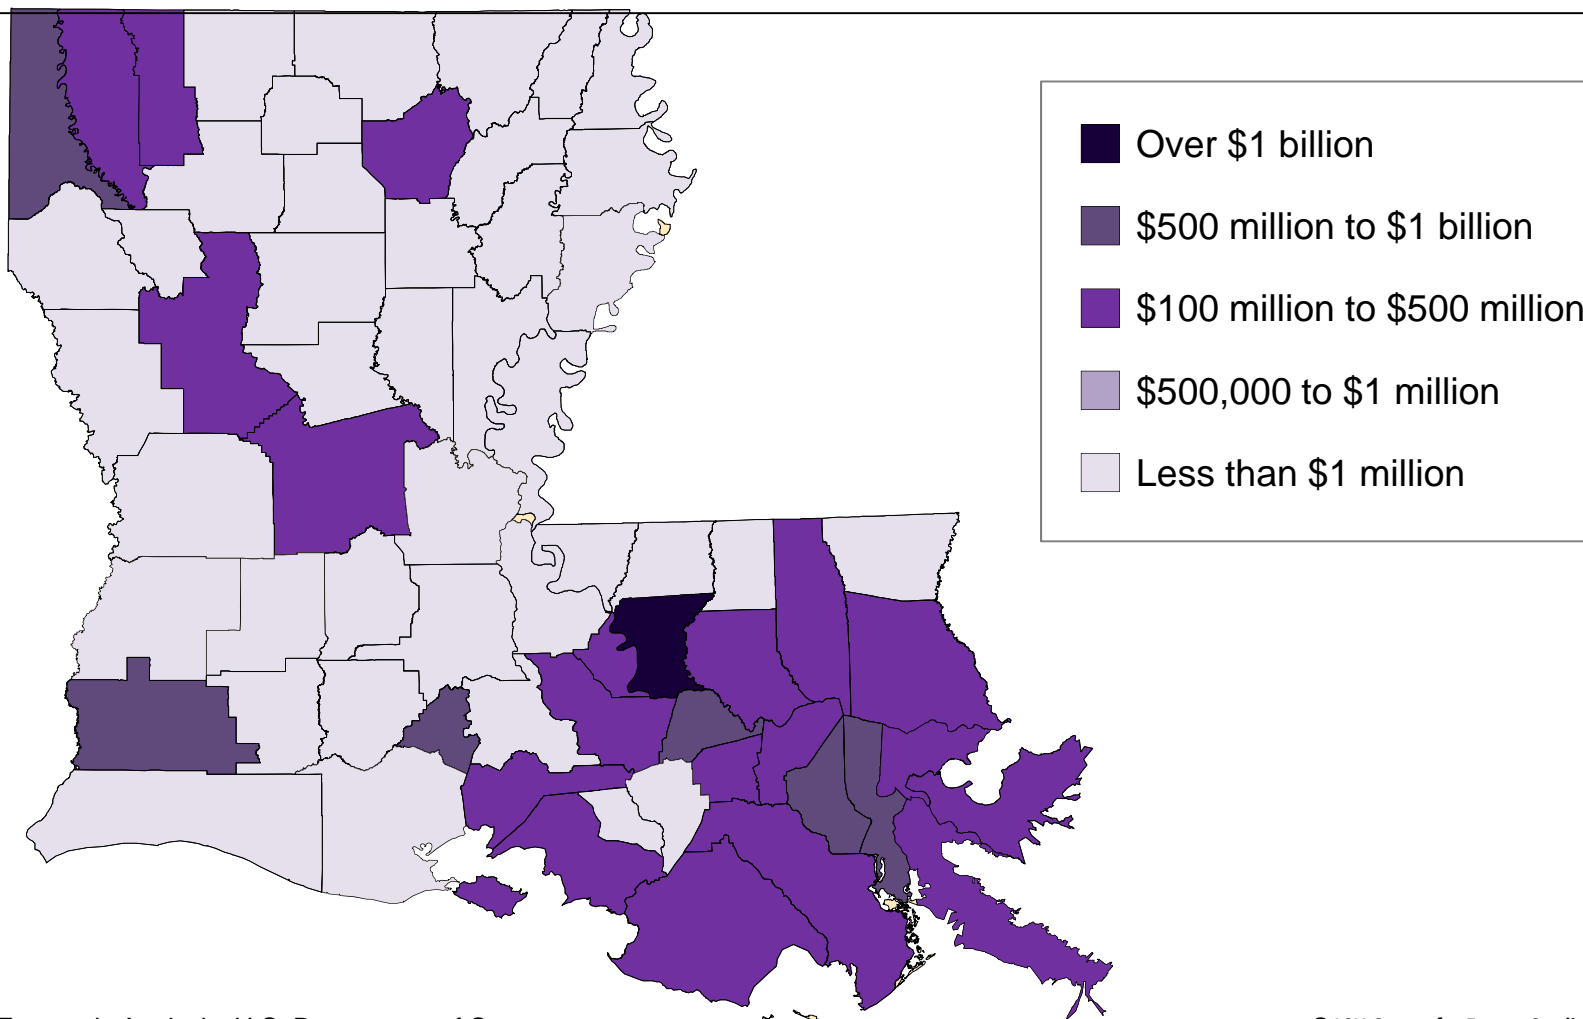 Over $1 billion
$500 million to $1 billion
$100 million to $500 million
$500,000 to $1 million
Less than $1 million